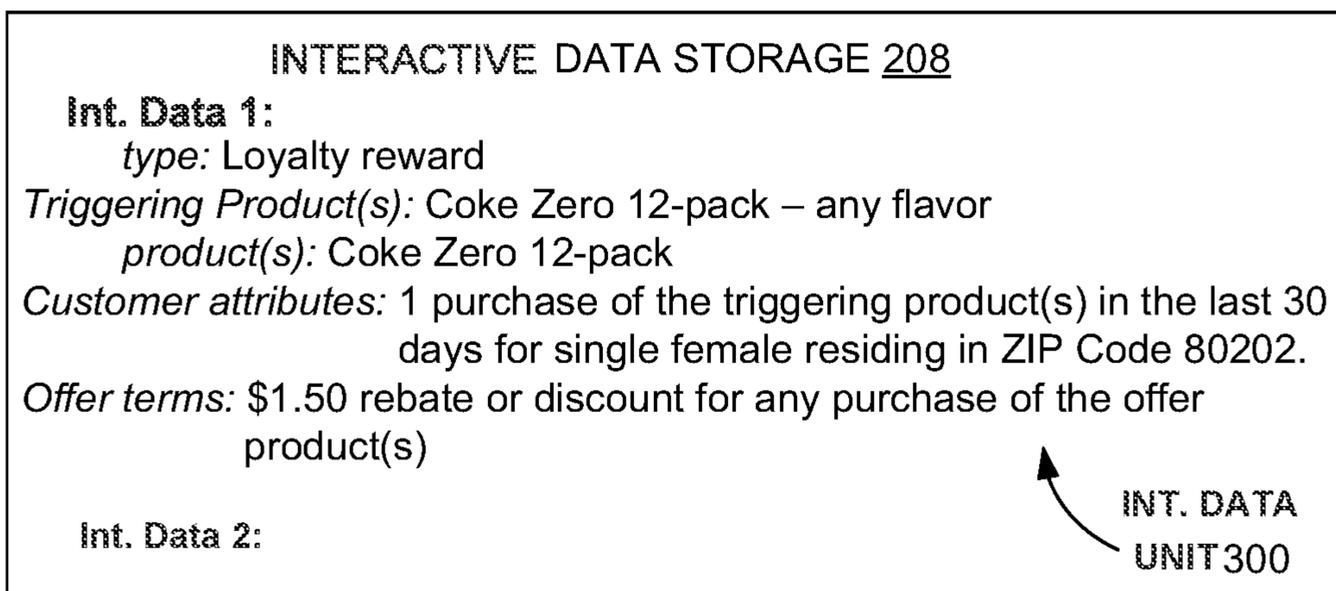 INTERACTIVE DATA STORAGE 208
Int. Data 1:
type: Loyalty reward
Triggering Product(s): Coke Zero 12-pack – any flavor
product(s): Coke Zero 12-pack
Customer attributes: 1 purchase of the triggering product(s) in the last 30
days for single female residing in ZIP Code 80202.
Offer terms: $1.50 rebate or discount for any purchase of the offer
product(s)
INT. DATA
UNIT 300
Int. Data 2: